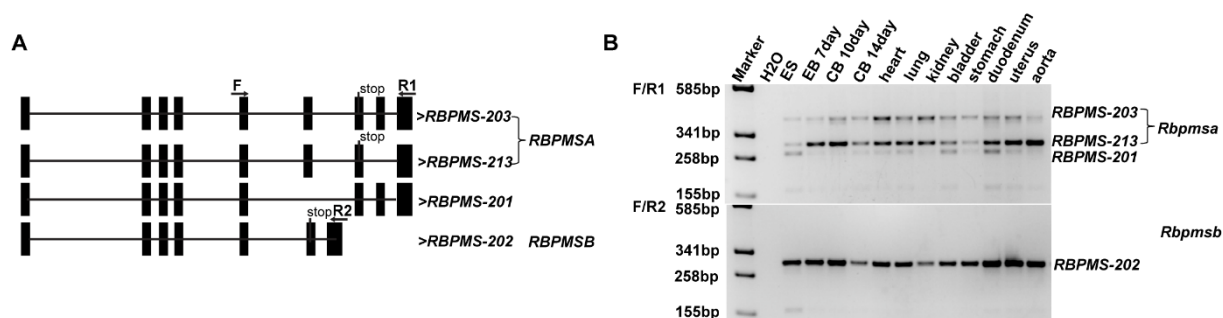 A
F
R1
stop
>RBPMS-203
RBPMSA
stop
>RBPMS-213
>RBPMS-201
stop
R2
>RBPMS-202 RBPMSB
B
Marker
H2O
ES
EB 7day
CB 10day
CB 14day
heart
lung
kidney
bladder
stomach
duodenum
uterus
aorta
F/R1 585bp
RBPMS-203
Rbpmsa
341bp
RBPMS-213
258bp
RBPMS-201
155bp
F/R2 585bp
Rbpmsb
341bp
RBPMS-202
258bp
155bp